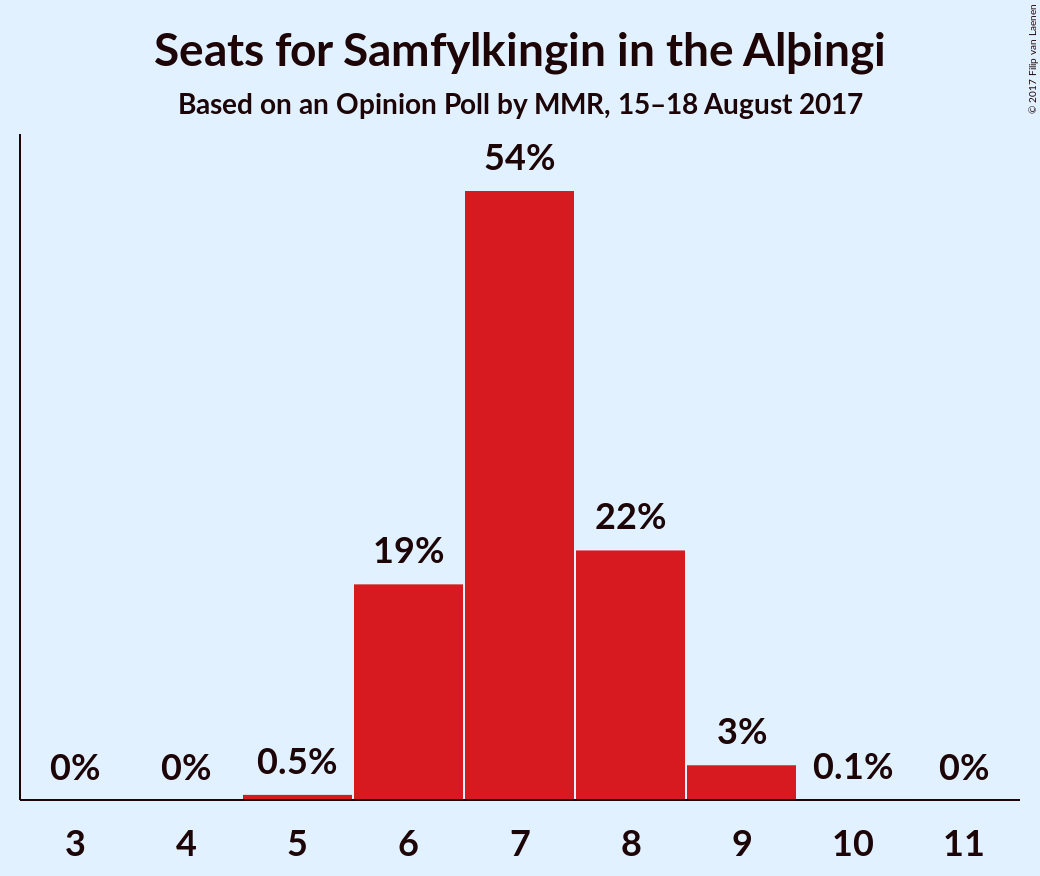 Seats for Samfylkingin in the Alþingi
Based on an Opinion Poll by MMR, 15–18 August 2017
© 2017 Filip van Laenen
54%
22%
19%
3%
0% 0% 0.5% 0.1% 0%
3 4 5 6 7 8 9 10 11